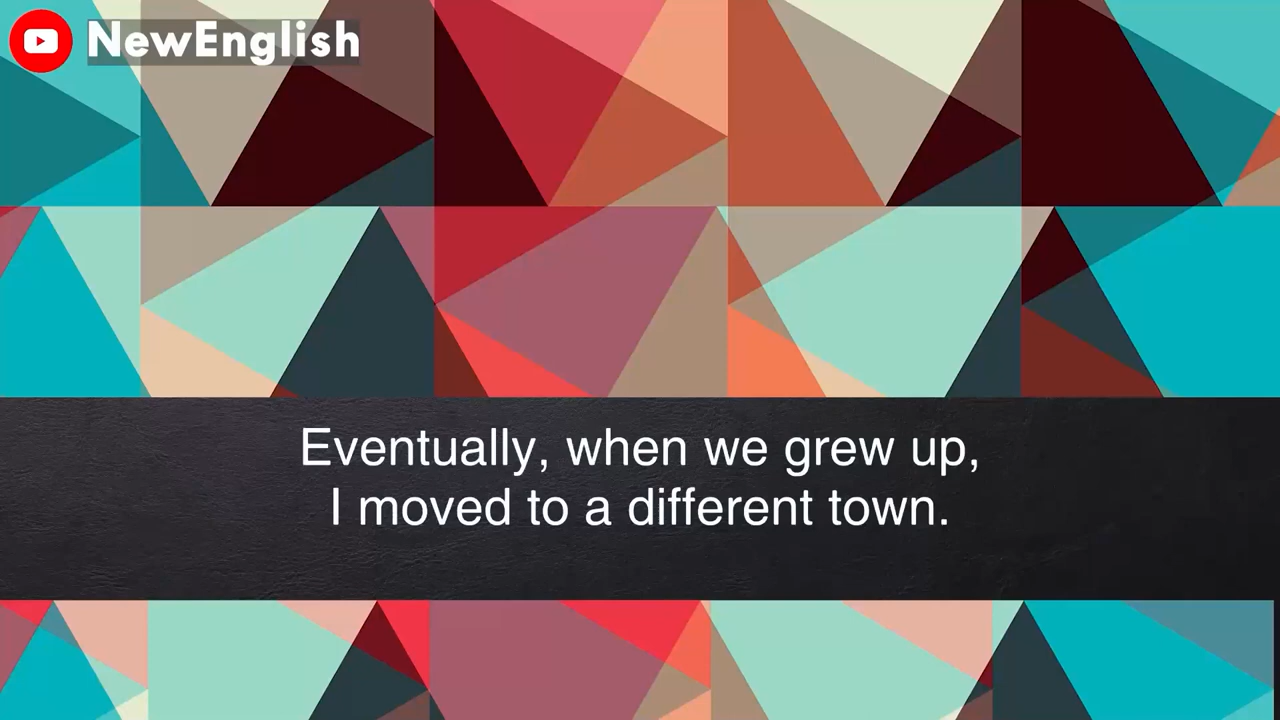 NewEnglish
Eventually, when we grew up,
I moved to a different town.